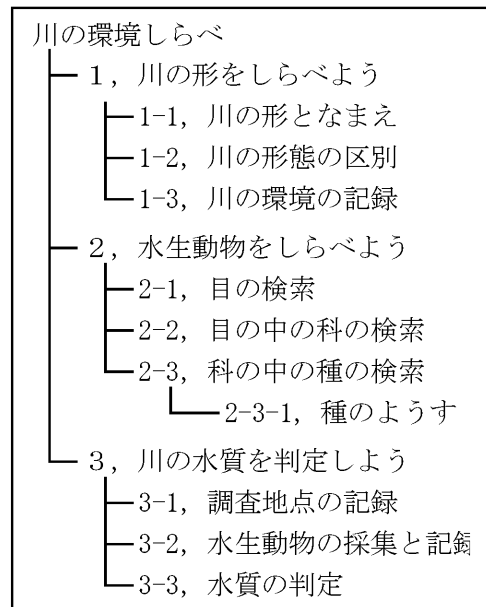 川の環境しらべ
１，川の形をしらべよう
1-1, 川の形となまえ
1-2, 川の形態の区別
1-3, 川の環境の記録
２，水生動物をしらべよう
2-1, 目の検索
2-2, 目の中の科の検索
2-3, 科の中の種の検索
2-3-1, 種のようす
３，川の水質を判定しよう
3-1, 調査地点の記録
3-2, 水生動物の採集と記録
3-3, 水質の判定